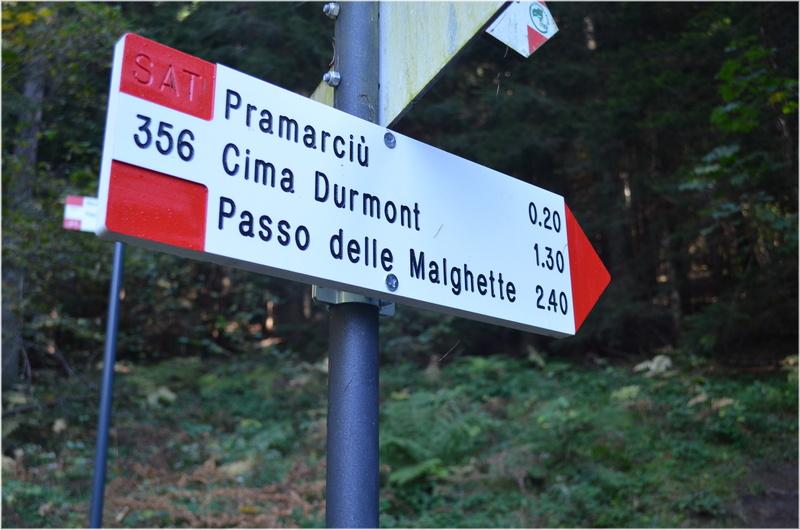 SAT
356
Pramarciù 0.20
Cima Durmont 1.30
Passo delle Malghette 2.40